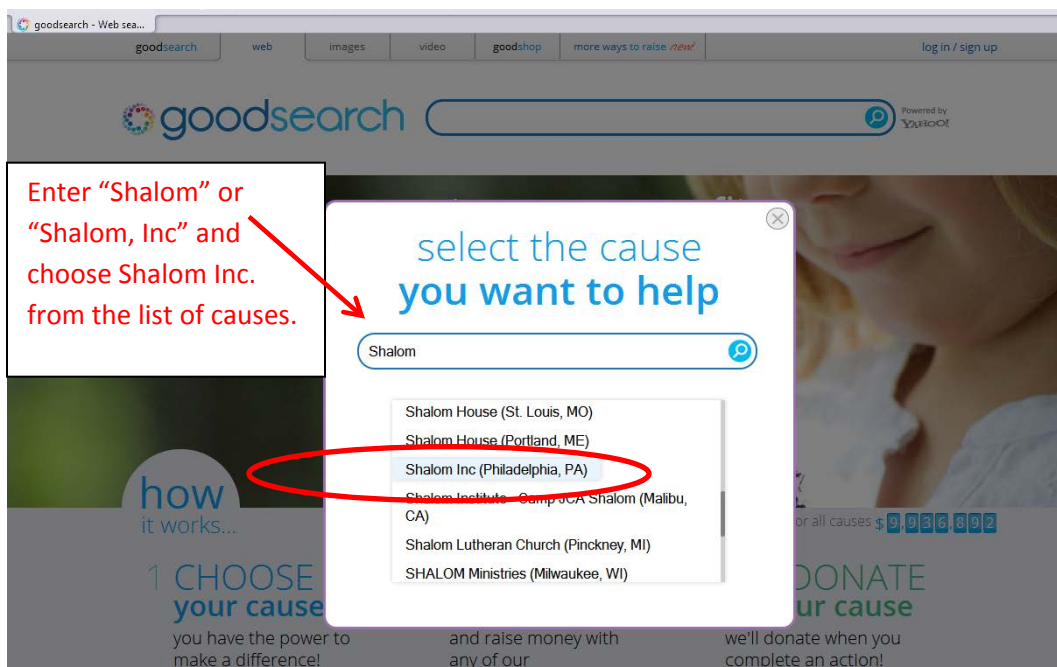 goodsearch - Web sea...
goodsearch web images video goodshop more ways to raise new! log in / sign up
goodsearch
Powered by
YAHOO!
Enter “Shalom” or
“Shalom, Inc” and
choose Shalom Inc.
from the list of causes.
select the cause
you want to help
Shalom
Shalom House (St. Louis, MO)
Shalom House (Portland, ME)
Shalom Inc (Philadelphia, PA)
Shalom Institute - Camp JCA Shalom (Malibu,
CA)
Shalom Lutheran Church (Pinckney, MI)
SHALOM Ministries (Milwaukee, WI)
how
it works...
or all causes $9,936,892
1 CHOOSE
your cause
you have the power to
make a difference!
and raise money with
any of our
DONATE
ur cause
we'll donate when you
complete an action!